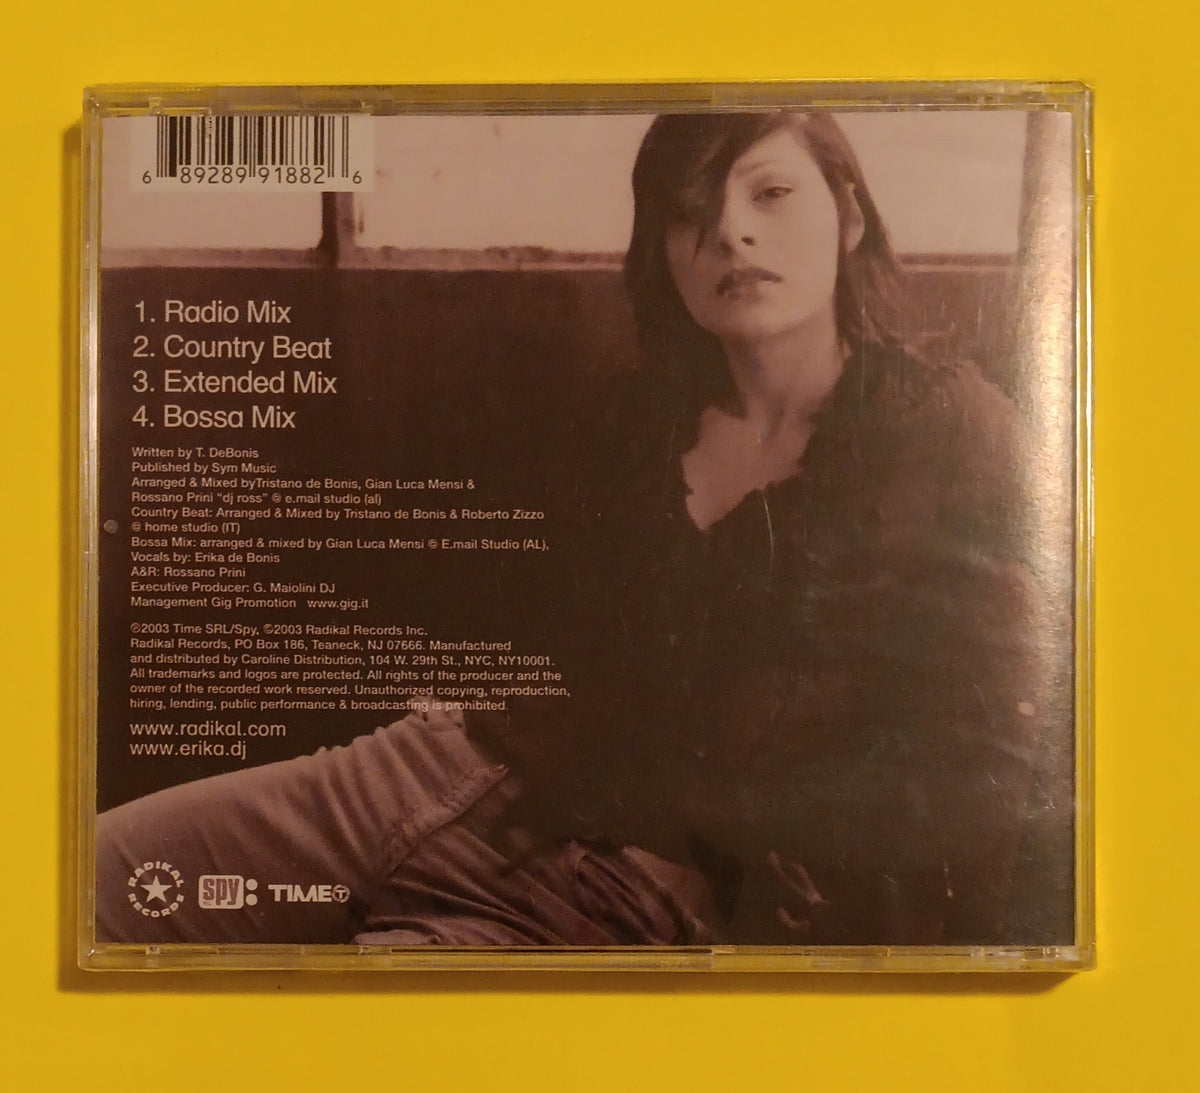 6 89289 91882 6
1. Radio Mix
2. Country Beat
3. Extended Mix
4. Bossa Mix
Written by T. DeBonis
Published by Sym Music
Arranged & Mixed byTristano de Bonis, Gian Luca Mensi &
Rossano Prini "dj ross" @ e.mail studio (al)
Country Beat: Arranged & Mixed by Tristano de Bonis & Roberto Zizzo
@ home studio (IT)
Bossa Mix: arranged & mixed by Gian Luca Mensi @ E.mail Studio (AL),
Vocals by: Erika de Bonis
A&R: Rossano Prini
Executive Producer: G. Maiolini DJ
Management Gig Promotion www.gig.it
℗2003 Time SRL/Spy, ©2003 Radikal Records Inc.
Radikal Records, PO Box 186, Teaneck, NJ 07666. Manufactured
and distributed by Caroline Distribution, 104 W. 29th St., NYC, NY10001.
All trademarks and logos are protected. All rights of the producer and the
owner of the recorded work reserved. Unauthorized copying, reproduction,
hiring, lending, public performance & broadcasting is prohibited.
www.radikal.com
www.erika.dj
RADIKAL RECORDS
spy:
TIME T